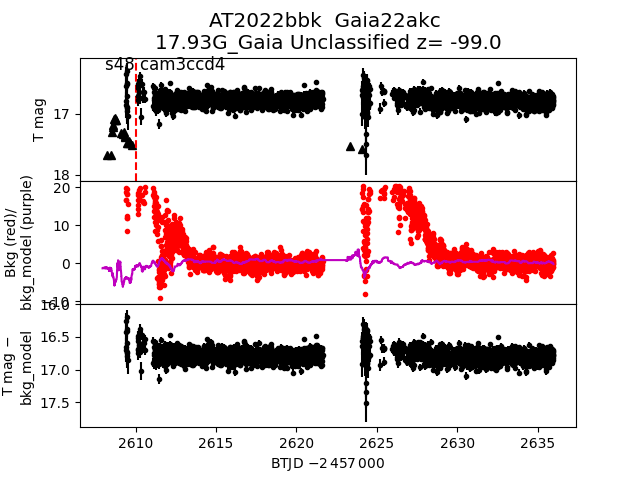 AT2022bbk  Gaia22akc
17.93G_Gaia Unclassified z= -99.0
s48 cam3ccd4
T mag
17
18
Bkg (red)/
bkg_model (purple)
20
10
0
−10
T mag −
bkg_model
16.0
16.5
17.0
17.5
2610 2615 2620 2625 2630 2635
BTJD −2 457 000